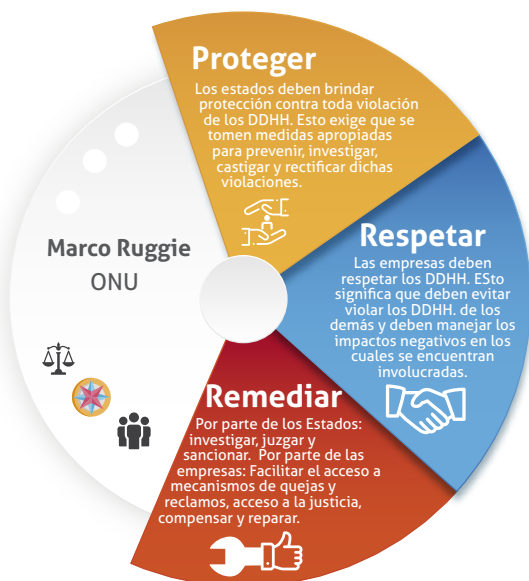 Proteger
Los estados deben brindar
protección contra toda violación
de los DDHH. Esto exige que se
tomen medidas apropiadas
para prevenir, investigar,
castigar y rectificar dichas
violaciones.
Marco Ruggie
ONU
Respetar
Las empresas deben
respetar los DDHH. ESto
significa que deben evitar
violar los DDHH. de los
demás y deben manejar los
impactos negativos en los
cuales se encuentran
involucradas.
Remediar
Por parte de los Estados:
investigar, juzgar y
sancionar. Por parte de las
empresas: Facilitar el acceso a
mecanismos de quejas y
reclamos, acceso a la justicia,
compensar y reparar.